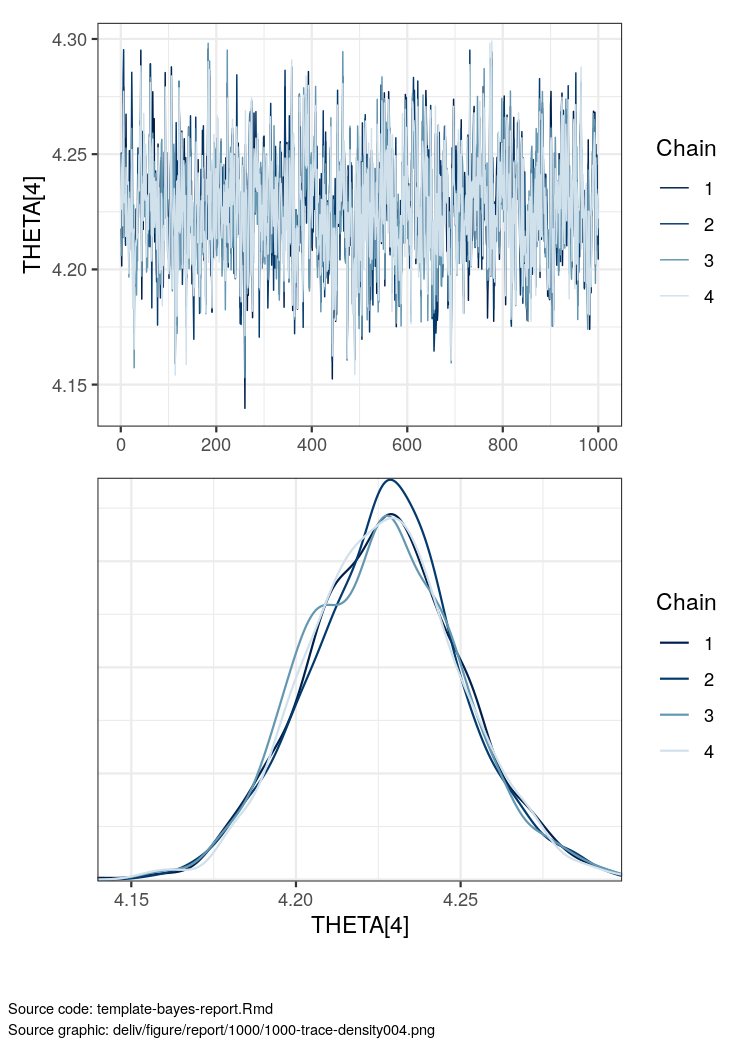 4.30
4.25
4.20
4.15
THETA[4]
0 200 400 600 800 1000
Chain
1
2
3
4
4.15 4.20 4.25
THETA[4]
Chain
1
2
3
4
Source code: template-bayes-report.Rmd
Source graphic: deliv/figure/report/1000/1000-trace-density004.png